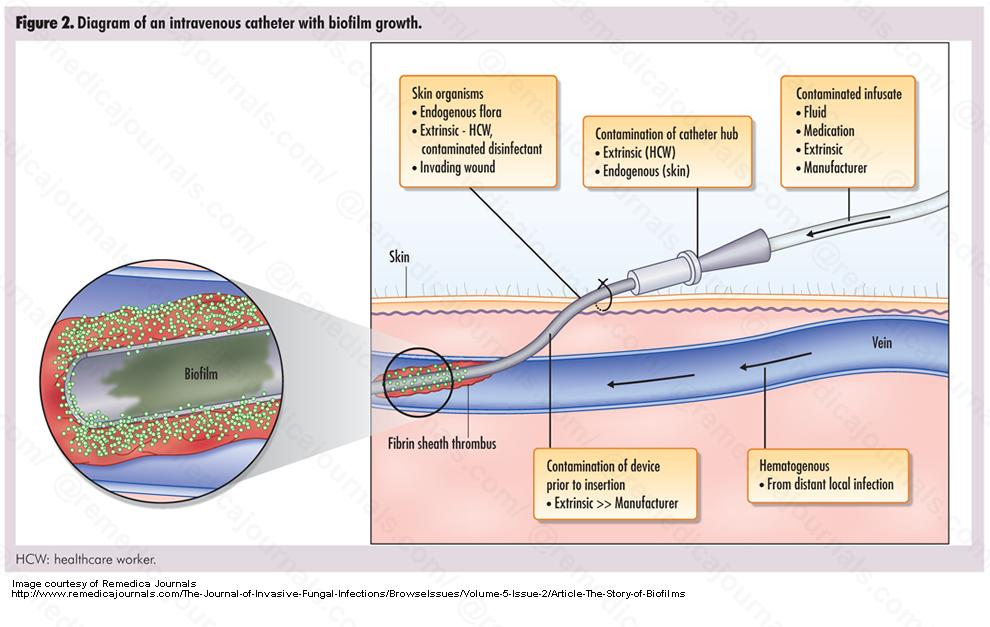 Figure 2. Diagram of an intravenous catheter with biofilm growth.
Skin organisms
• Endogenous flora
• Extrinsic - HCW,
contaminated disinfectant
• Invading wound
Contamination of catheter hub
• Extrinsic (HCW)
• Endogenous (skin)
Contaminated infusate
• Fluid
• Medication
• Extrinsic
• Manufacturer
Skin
Vein
Biofilm
Fibrin sheath thrombus
Contamination of device
prior to insertion
• Extrinsic >> Manufacturer
Hematogenous
• From distant local infection
HCW: healthcare worker.
Image courtesy of Remedica Journals
http://www.remedicajournals.com/The-Journal-of-Invasive-Fungal-Infections/BrowseIssues/Volume-5-Issue-2/Article-The-Story-of-Biofilms
@remedicajournals.com/